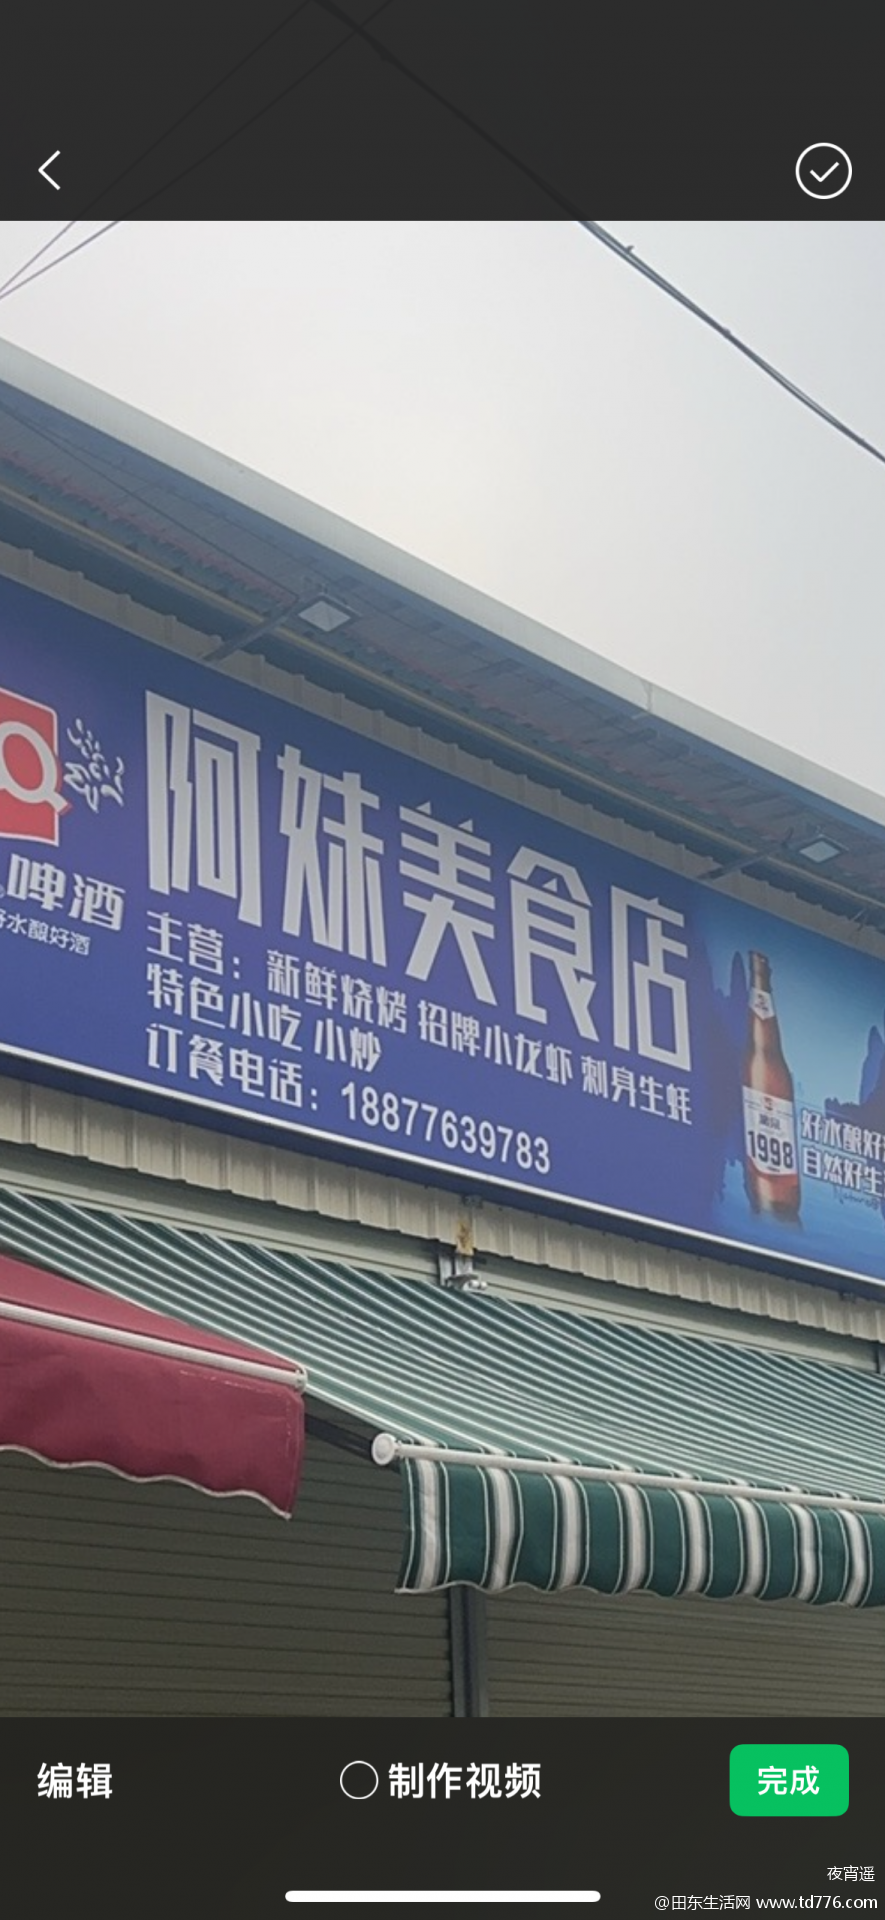 啤酒
好水酿好酒
阿妹美食店
主营：新鲜烧烤 招牌小龙虾 刺身生蚝
特色小吃 小炒
订餐电话：18877639783
1998
好水酿好
自然好生
编辑
制作视频
完成
夜宵遥
@田东生活网 www.td776.com